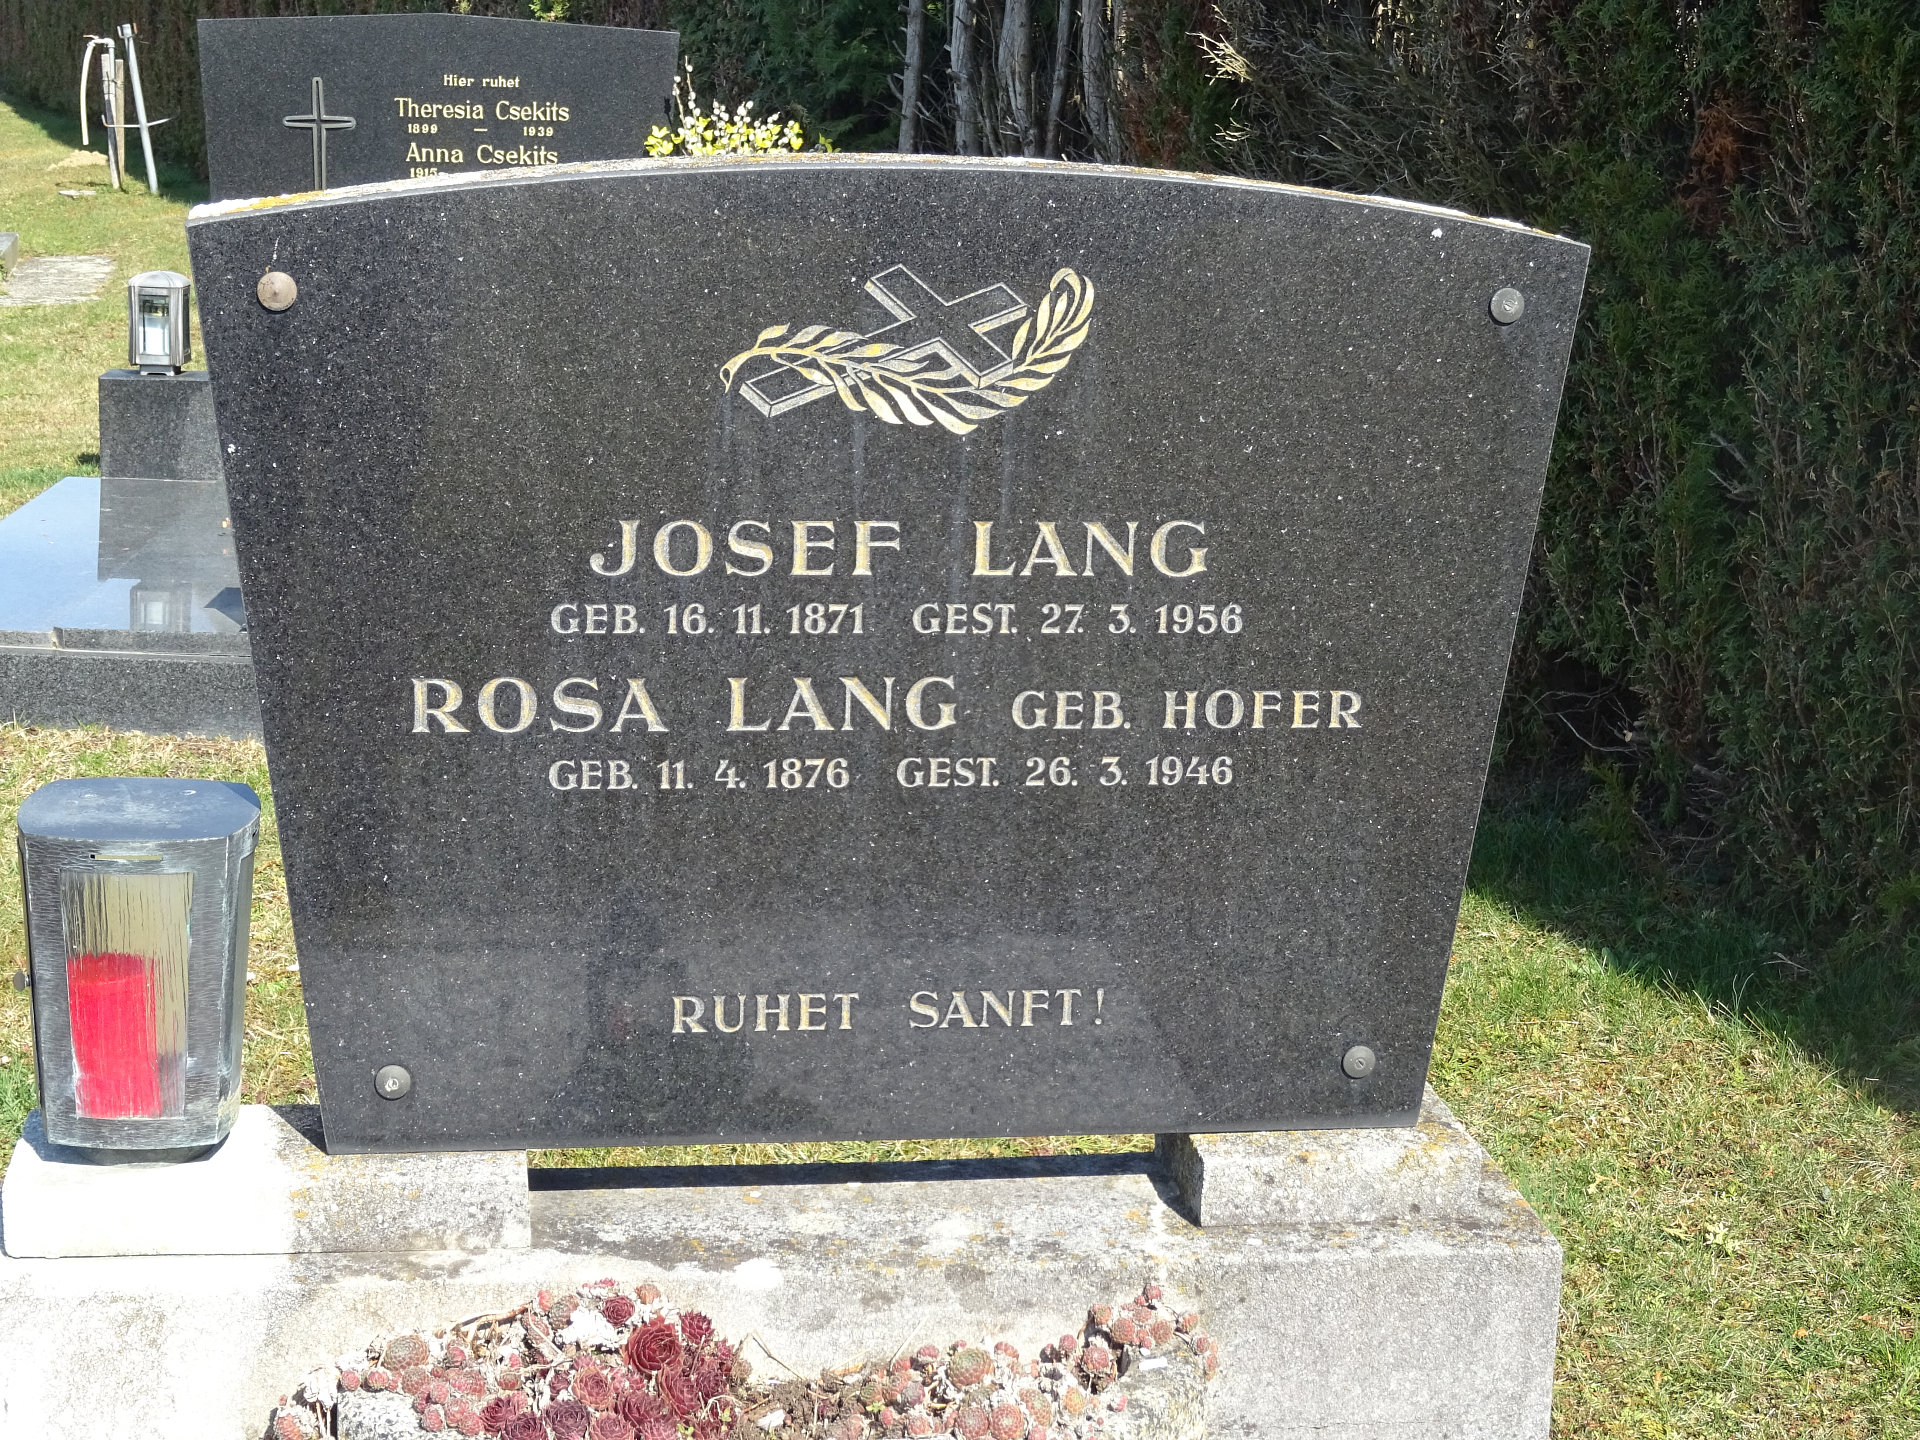 Hier ruhet
Theresia Csekits
1899 — 1939
Anna Csekits
1915
JOSEF LANG
GEB. 16. 11. 1871 GEST. 27. 3. 1956
ROSA LANG GEB. HOFER
GEB. 11. 4. 1876 GEST. 26. 3. 1946
RUHET SANFT!